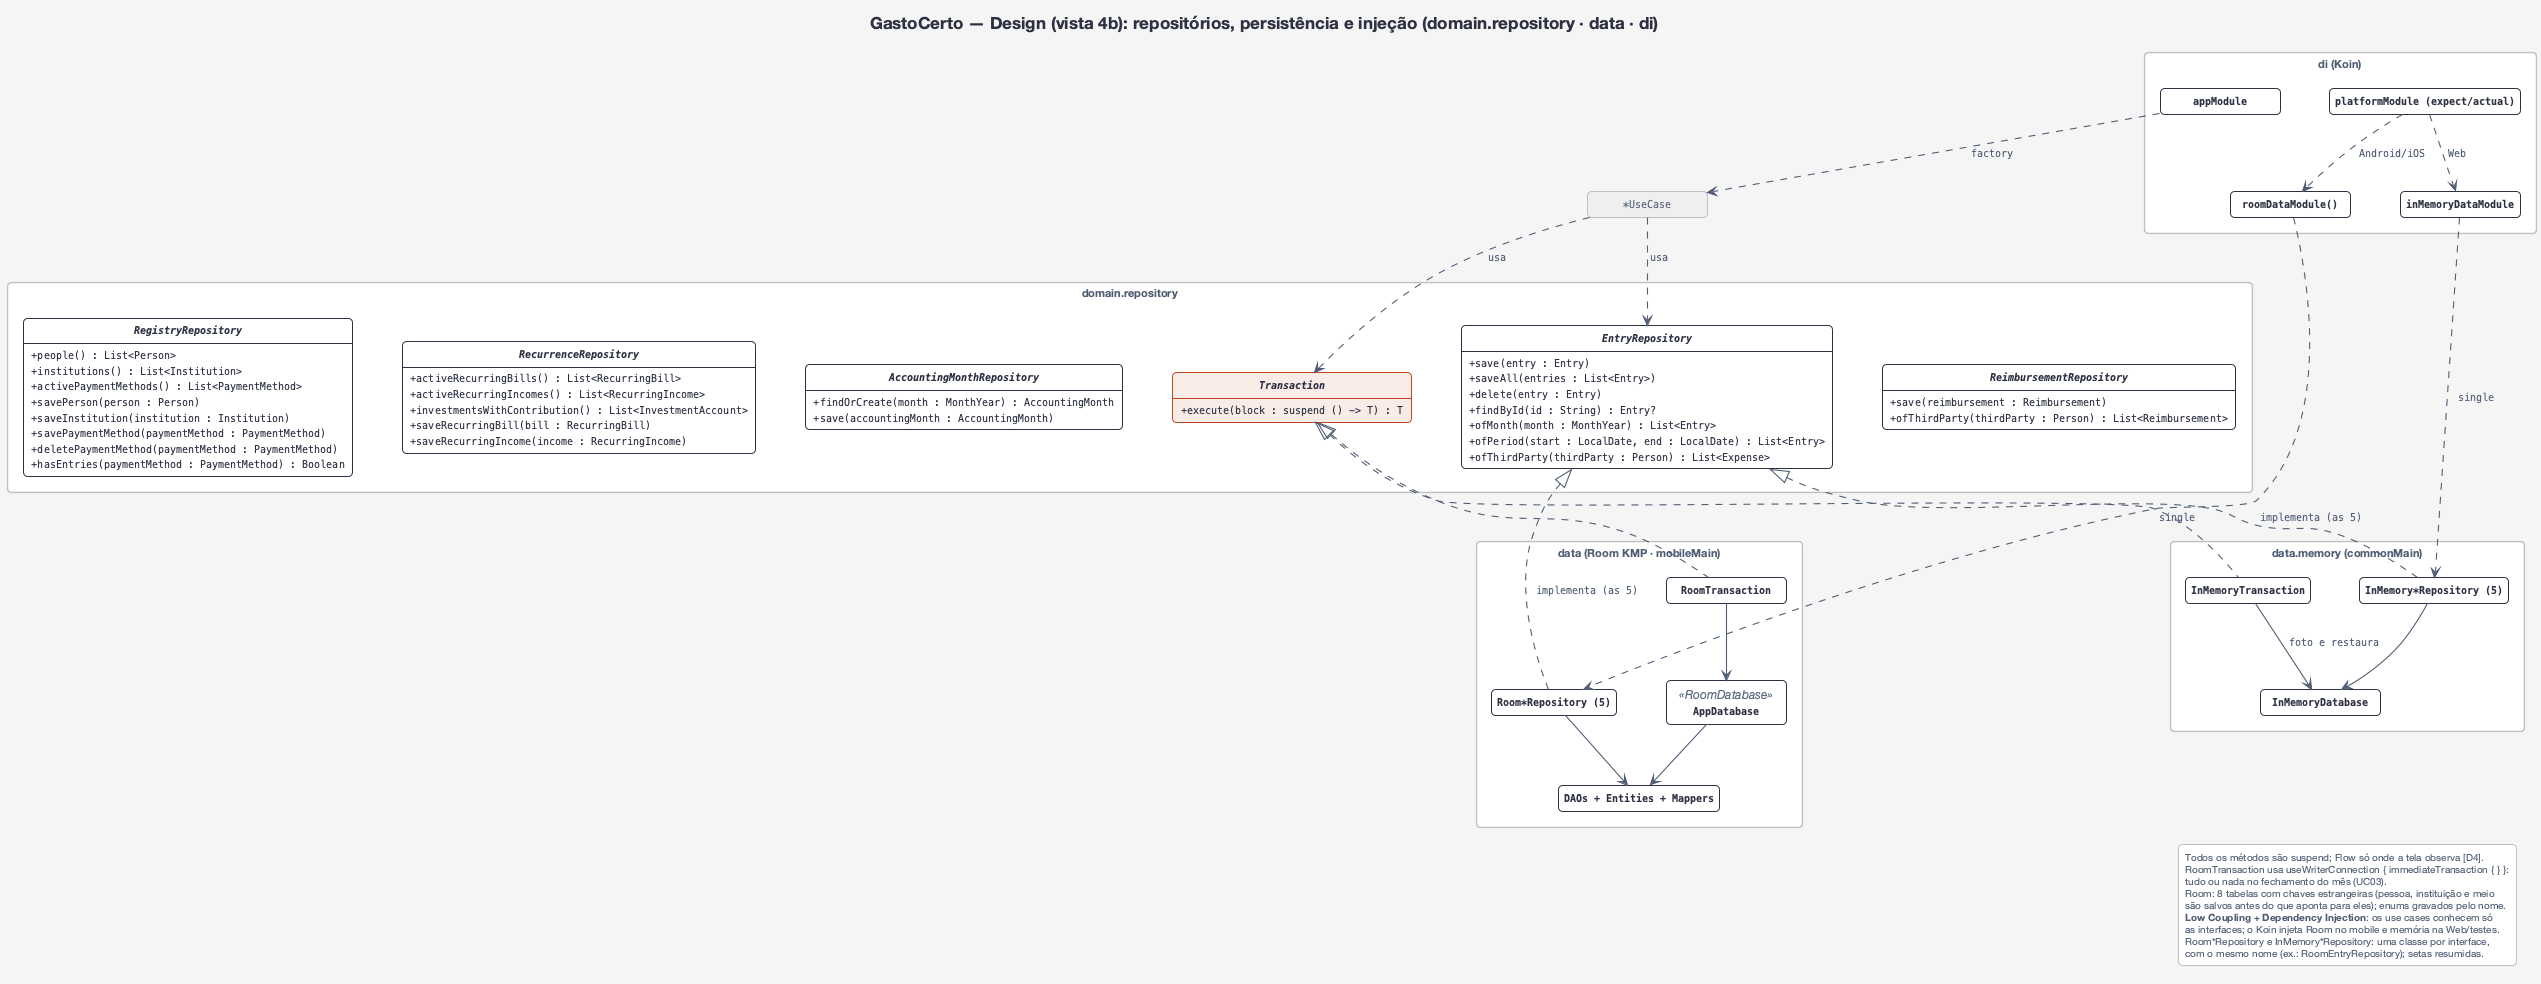 GastoCerto — Design (vista 4b): repositórios, persistência e injeção (domain.repository · data · di)
di (Koin)
appModule
platformModule (expect/actual)
factory
Android/iOS
Web
*UseCase
roomDataModule()
inMemoryDataModule
usa
usa
domain.repository
RegistryRepository
+people() : List<Person>
+institutions() : List<Institution>
+activePaymentMethods() : List<PaymentMethod>
+savePerson(person : Person)
+saveInstitution(institution : Institution)
+savePaymentMethod(paymentMethod : PaymentMethod)
+deletePaymentMethod(paymentMethod : PaymentMethod)
+hasEntries(paymentMethod : PaymentMethod) : Boolean
RecurrenceRepository
+activeRecurringBills() : List<RecurringBill>
+activeRecurringIncomes() : List<RecurringIncome>
+investmentsWithContribution() : List<InvestmentAccount>
+saveRecurringBill(bill : RecurringBill)
+saveRecurringIncome(income : RecurringIncome)
AccountingMonthRepository
+findOrCreate(month : MonthYear) : AccountingMonth
+save(accountingMonth : AccountingMonth)
Transaction
+execute(block : suspend () −> T) : T
EntryRepository
+save(entry : Entry)
+saveAll(entries : List<Entry>)
+delete(entry : Entry)
+findById(id : String) : Entry?
+ofMonth(month : MonthYear) : List<Entry>
+ofPeriod(start : LocalDate, end : LocalDate) : List<Entry>
+ofThirdParty(thirdParty : Person) : List<Expense>
ReimbursementRepository
+save(reimbursement : Reimbursement)
+ofThirdParty(thirdParty : Person) : List<Reimbursement>
single
single
implementa (as 5)
data (Room KMP · mobileMain)
implementa (as 5)
RoomTransaction
Room*Repository (5)
«RoomDatabase»
AppDatabase
DAOs + Entities + Mappers
data.memory (commonMain)
InMemoryTransaction
InMemory*Repository (5)
foto e restaura
InMemoryDatabase
Todos os métodos são suspend; Flow só onde a tela observa [D4].
RoomTransaction usa useWriterConnection { immediateTransaction { } }:
tudo ou nada no fechamento do mês (UC03).
Room: 8 tabelas com chaves estrangeiras (pessoa, instituição e meio
são salvos antes do que aponta para eles); enums gravados pelo nome.
Low Coupling + Dependency Injection: os use cases conhecem só
as interfaces; o Koin injeta Room no mobile e memória na Web/testes.
Room*Repository e InMemory*Repository: uma classe por interface,
com o mesmo nome (ex.: RoomEntryRepository); setas resumidas.